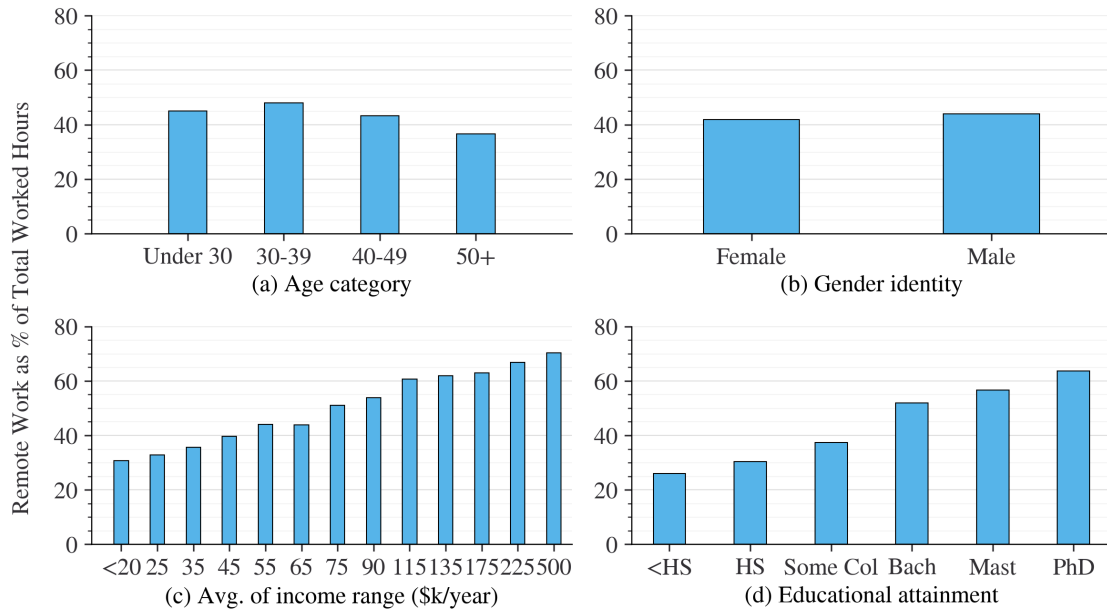 Remote Work as % of Total Worked Hours
80
60
40
20
0
Under 30 30-39 40-49 50+
(a) Age category
80
60
40
20
0
Female Male
(b) Gender identity
80
60
40
20
0
<20 25 35 45 55 65 75 90 115 135 175 225 500
(c) Avg. of income range ($k/year)
80
60
40
20
0
<HS HS Some Col Bach Mast PhD
(d) Educational attainment